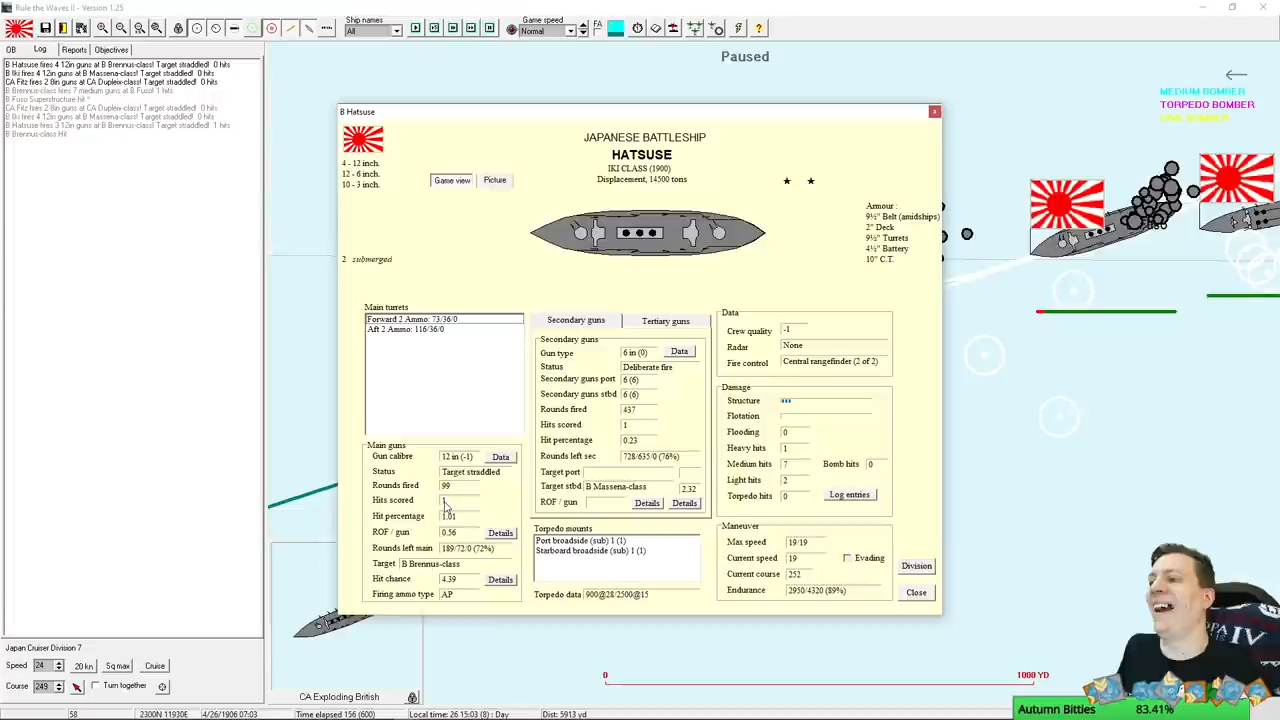 Rule the Waves II - Version 1.25
Ship names
All
Game speed
Normal
FA
OB
Log
Reports
Objectives
Paused
B Hatsuse fires 4 12in guns at B Brennus-class! Target straddled! 0 hits
B Iki fires 4 12in guns at B Massena-class! Target straddled! 0 hits
CA Fitz fires 2 8in guns at CA Dupleix-class! Target straddled! 0 hits
B Brennus-class fires 7 medium guns at B Fuso! 1 hits
B Fuso Superstructure hit *
CA Fitz fires 2 8in guns at CA Dupleix-class! Target straddled! 0 hits
B Iki fires 4 12in guns at B Massena-class! Target straddled! 0 hits
B Hatsuse fires 3 12in guns at B Brennus-class! Target straddled! 1 hits
B Brennus-class Hit
MEDIUM BOMBER
TORPEDO BOMBER
B Hatsuse
JAPANESE BATTLESHIP
HATSUSE
IKI CLASS (1900)
Displacement, 14500 tons
4 - 12 inch.
12 - 6 inch.
10 - 3 inch.
Game view
Picture
Armour :
9½" Belt (amidships)
2" Deck
9½" Turrets
4½" Battery
10" C.T.
2 submerged
Main turrets
Forward 2 Ammo: 73/36/0
Aft 2 Ammo: 116/36/0
Main guns
Gun calibre 12 in (-1) Data
Status Target straddled
Rounds fired 99
Hits scored 1
Hit percentage 1.01
ROF / gun 0.56 Details
Rounds left main 189/72/0 (72%)
Target B Brennus-class
Hit chance 4.39 Details
Firing ammo type AP
Secondary guns
Tertiary guns
Secondary guns
Gun type 6 in (0) Data
Status Deliberate fire
Secondary guns port 6 (6)
Secondary guns stbd 6 (6)
Rounds fired 437
Hits scored 1
Hit percentage 0.23
Rounds left sec 728/635/0 (76%)
Target port
Target stbd B Massena-class 2.32
ROF / gun Details Details
Torpedo mounts
Port broadside (sub) 1 (1)
Starboard broadside (sub) 1 (1)
Torpedo data 900@28/2500@15
Data
Crew quality -1
Radar None
Fire control Central rangefinder (2 of 2)
Damage
Structure
Flotation
Flooding 0
Heavy hits 1
Medium hits 7 Bomb hits 0
Light hits 2
Torpedo hits 0 Log entries
Maneuver
Max speed 19/19
Current speed 19 Evading
Current course 252
Endurance 2950/4320 (89%)
Division
Close
Japan Cruiser Division 7
Speed 24 20 kn Sq max Cruise
Course 249 Turn together
CA Exploding British
0 1000 YD
58 2300N 11930E 4/26/1906 07:03 Time elapsed 156 (600) Local time: 26 15:03 (8) : Day Dist: 5913 yd
Autumn Bitties 83.41%